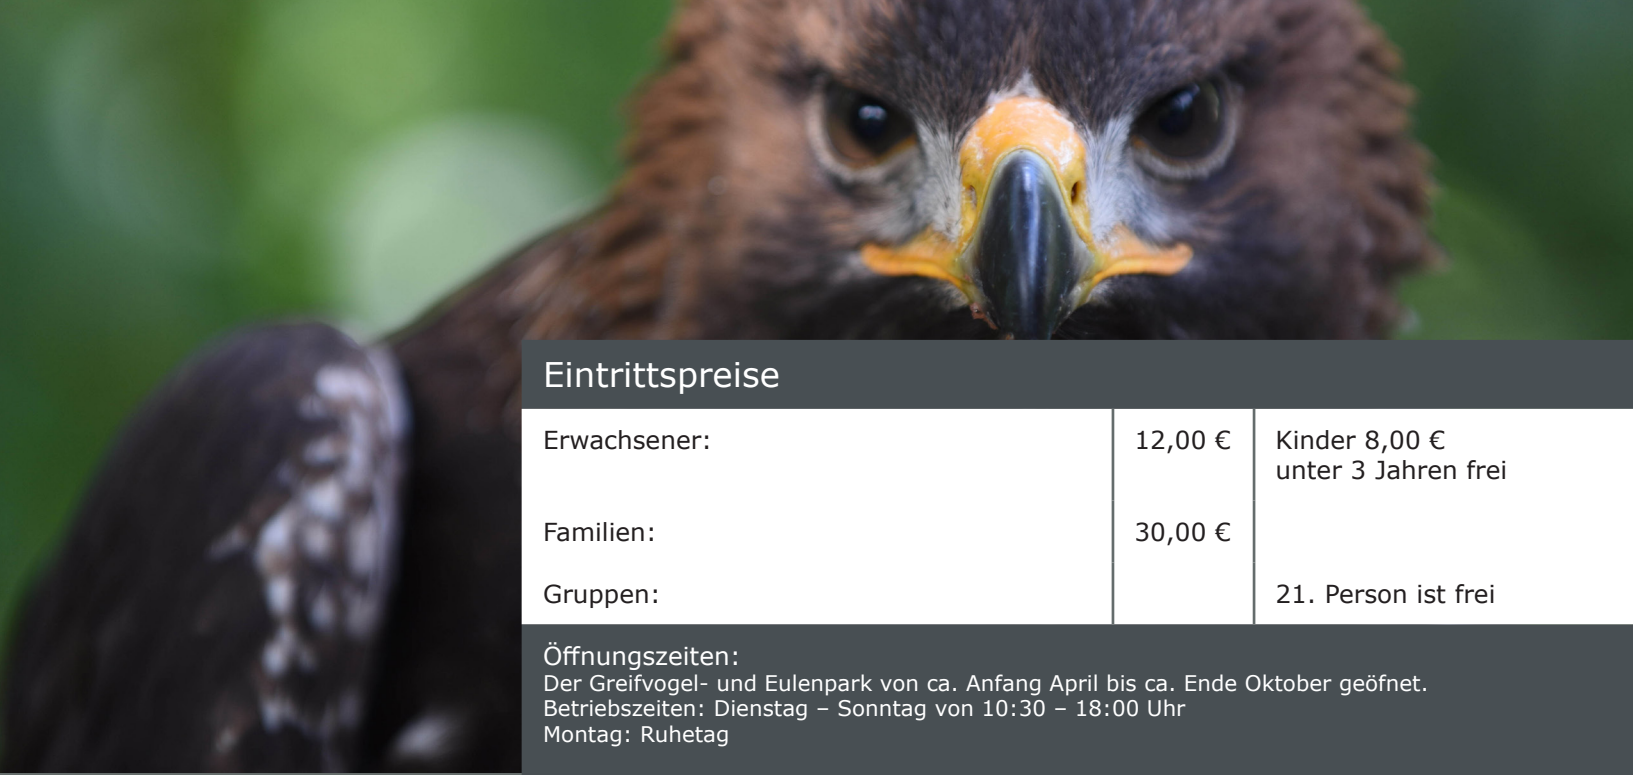 Eintrittspreise
Erwachsener: 12,00 € Kinder 8,00 €
unter 3 Jahren frei
Familien: 30,00 €
Gruppen: 21. Person ist frei
Öffnungszeiten:
Der Greifvogel- und Eulenpark von ca. Anfang April bis ca. Ende Oktober geöfnet.
Betriebszeiten: Dienstag – Sonntag von 10:30 – 18:00 Uhr
Montag: Ruhetag